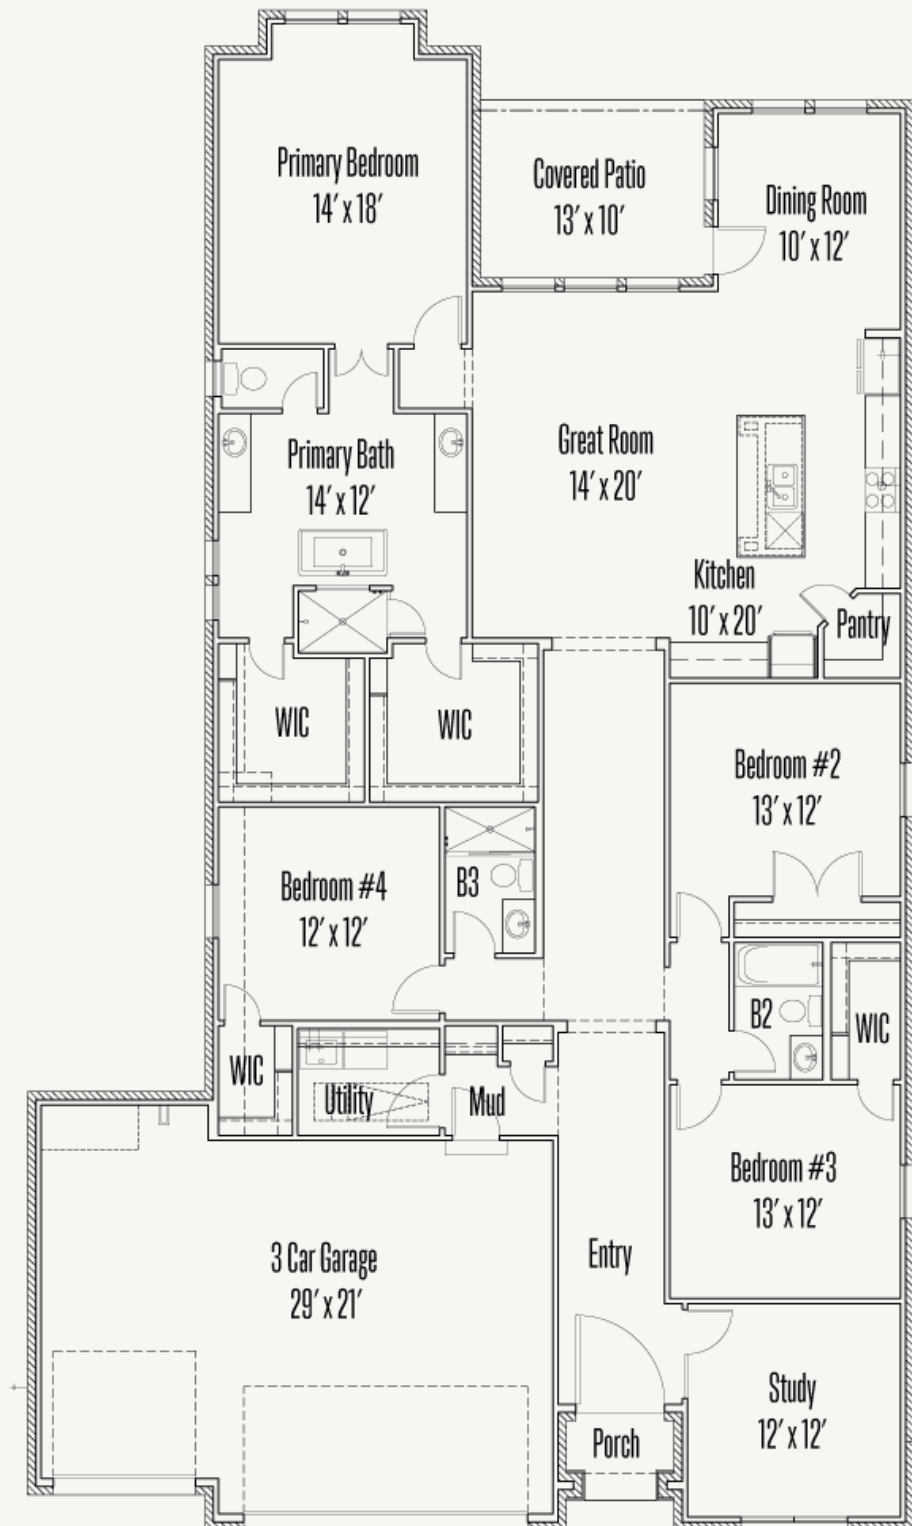 Primary Bedroom
14' x 18'
Covered Patio
13' x 10'
Dining Room
10' x 12'
Primary Bath
14' x 12'
Great Room
14' x 20'
Kitchen
10' x 20'
Pantry
WIC
WIC
Bedroom #2
13' x 12'
Bedroom #4
12' x 12'
B3
B2
WIC
WIC
Utility
Mud
Bedroom #3
13' x 12'
3 Car Garage
29' x 21'
Entry
Study
12' x 12'
Porch